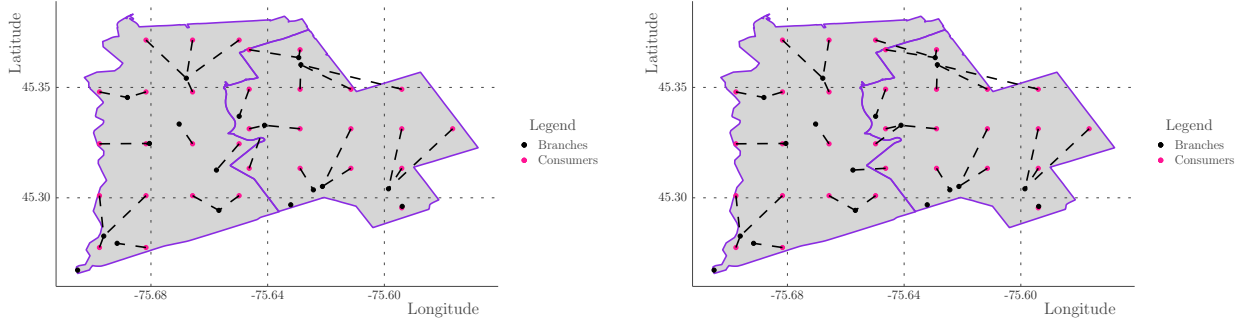 Latitude
45.35
45.30
-75.68
-75.64
-75.60
Longitude
Legend
Branches
Consumers
Latitude
45.35
45.30
-75.68
-75.64
-75.60
Longitude
Legend
Branches
Consumers